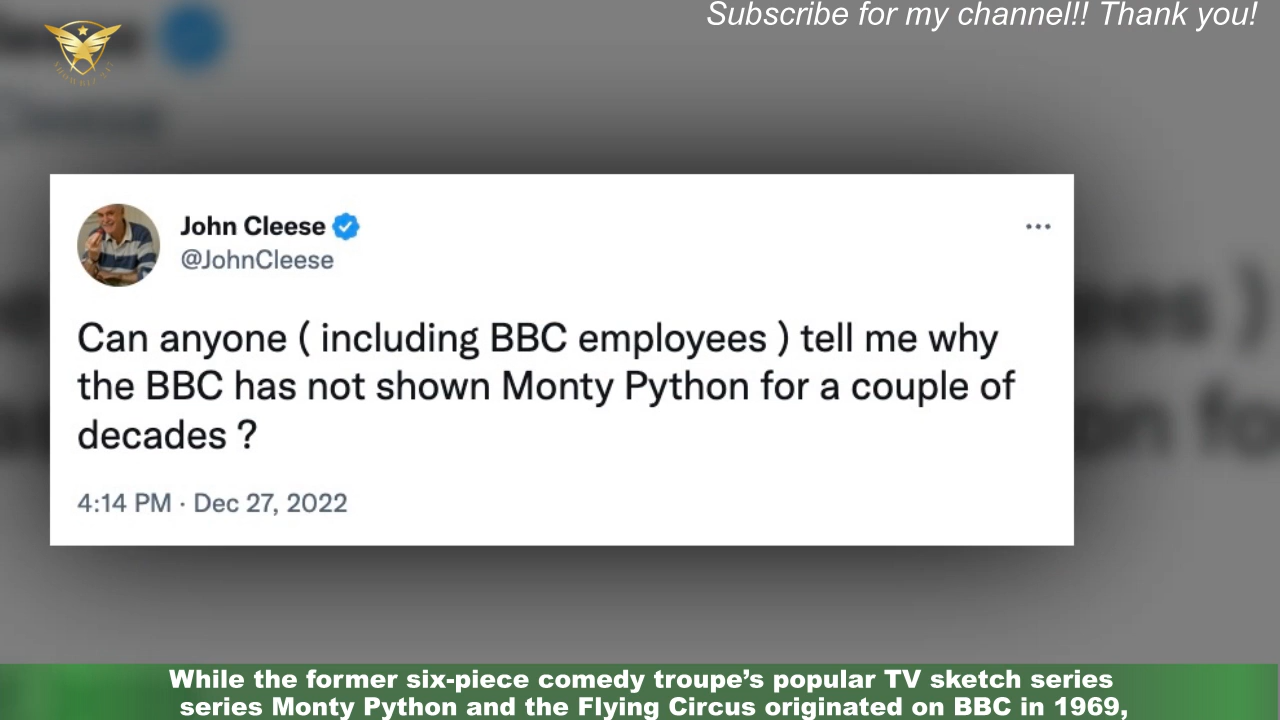 Subscribe for my channel!! Thank you!
John Cleese
@JohnCleese
Can anyone ( including BBC employees ) tell me why
the BBC has not shown Monty Python for a couple of
decades ?
4:14 PM · Dec 27, 2022
While the former six-piece comedy troupe’s popular TV sketch series
series Monty Python and the Flying Circus originated on BBC in 1969,